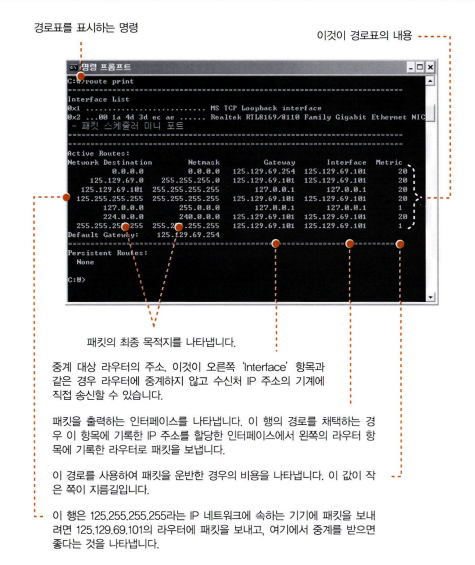 경로표를 표시하는 명령
이것이 경로표의 내용
명령 프롬프트
C:\>route print
Interface List
0x1 ........................... MS TCP Loopback interface
0x2 ...00 1a 4d 3d ec ae ...... Realtek RTL8169/8110 Family Gigabit Ethernet NIC
- 패킷 스케줄러 미니 포트
Active Routes:
Network Destination Netmask Gateway Interface Metric
0.0.0.0 0.0.0.0 125.129.69.254 125.129.69.101 20
125.129.69.0 255.255.255.0 125.129.69.101 125.129.69.101 20
125.129.69.101 255.255.255.255 127.0.0.1 127.0.0.1 20
125.255.255.255 255.255.255.255 125.129.69.101 125.129.69.101 20
127.0.0.0 255.0.0.0 127.0.0.1 127.0.0.1 1
224.0.0.0 240.0.0.0 125.129.69.101 125.129.69.101 20
255.255.255.255 255.255.255.255 125.129.69.101 125.129.69.101 1
Default Gateway: 125.129.69.254
Persistent Routes:
None
C:\>
패킷의 최종 목적지를 나타냅니다.
중계 대상 라우터의 주소. 이것이 오른쪽 ‘Interface’ 항목과
같은 경우 라우터에 중계하지 않고 수신처 IP 주소의 기계에
직접 송신할 수 있습니다.
패킷을 출력하는 인터페이스를 나타냅니다. 이 행의 경로를 채택하는 경
우 이 항목에 기록한 IP 주소를 할당한 인터페이스에서 왼쪽의 라우터 항
목에 기록한 라우터로 패킷을 보냅니다.
이 경로를 사용하여 패킷을 운반한 경우의 비용을 나타냅니다. 이 값이 작
은 쪽이 지름길입니다.
이 행은 125.255.255.255라는 IP 네트워크에 속하는 기기에 패킷을 보내
려면 125.129.69.101의 라우터에 패킷을 보내고, 여기에서 중계를 받으면
좋다는 것을 나타냅니다.